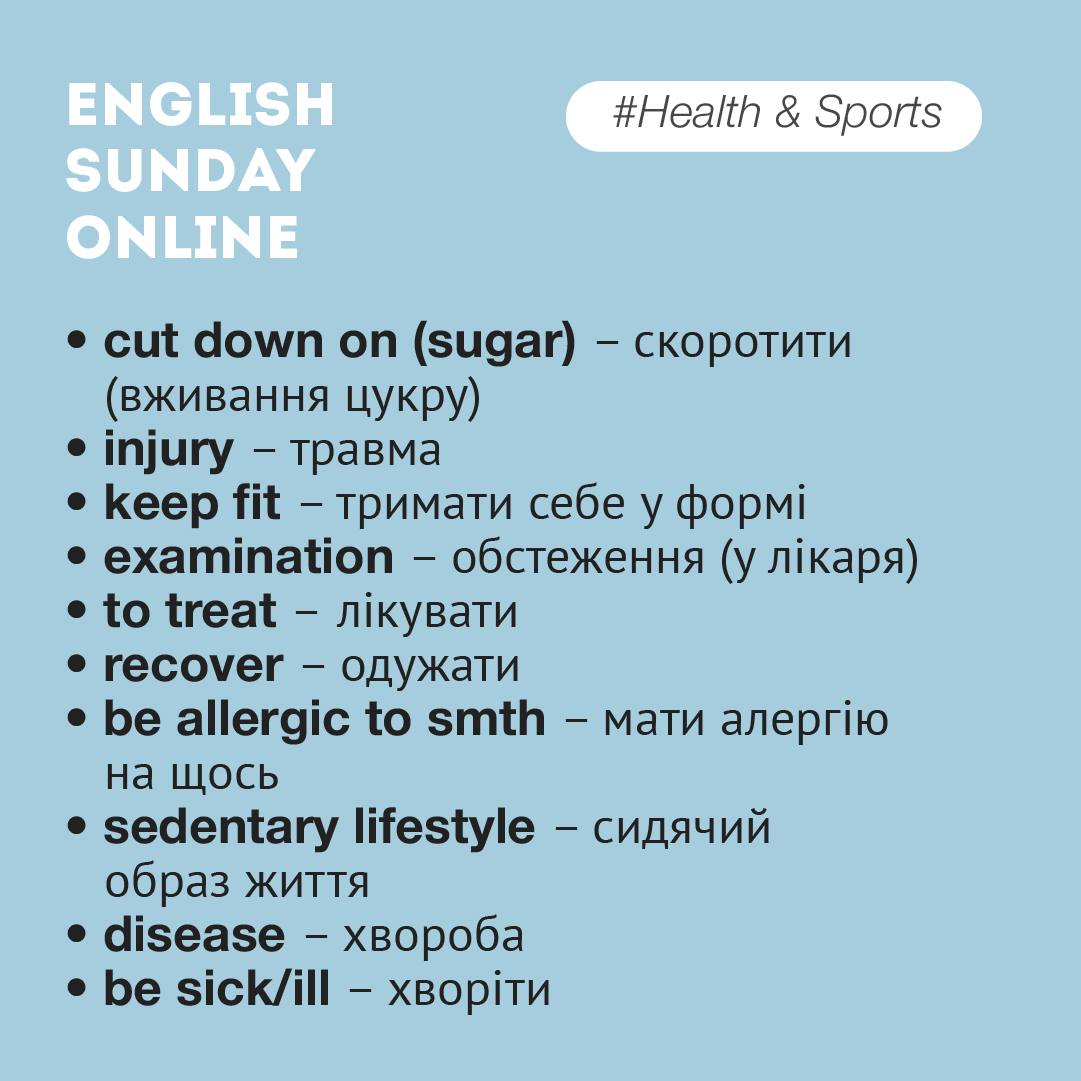 ENGLISH
SUNDAY
ONLINE
#Health & Sports
• cut down on (sugar) – скоротити
(вживання цукру)
• injury – травма
• keep fit – тримати себе у формі
• examination – обстеження (у лікаря)
• to treat – лікувати
• recover – одужати
• be allergic to smth – мати алергію
на щось
• sedentary lifestyle – сидячий
образ життя
• disease – хвороба
• be sick/ill – хворіти